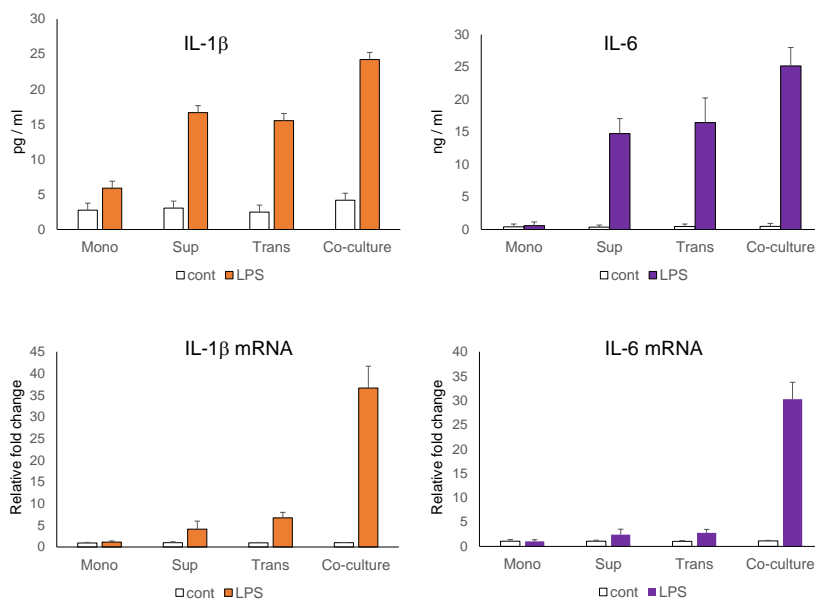 IL-1β
pg / ml
30
25
20
15
10
5
0
Mono Sup Trans Co-culture
cont LPS
IL-6
ng / ml
30
25
20
15
10
5
0
Mono Sup Trans Co-culture
cont LPS
IL-1β mRNA
Relative fold change
45
40
35
30
25
20
15
10
5
0
Mono Sup Trans Co-culture
cont LPS
IL-6 mRNA
Relative fold change
40
35
30
25
20
15
10
5
0
Mono Sup Trans Co-culture
cont LPS